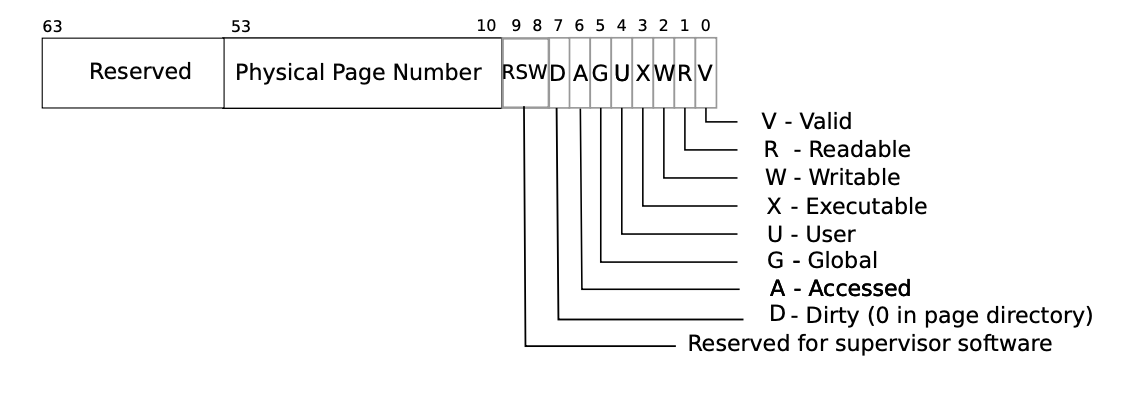 63 53 10 9 8 7 6 5 4 3 2 1 0
Reserved Physical Page Number RSW D A G U X W R V
V - Valid
R - Readable
W - Writable
X - Executable
U - User
G - Global
A - Accessed
D - Dirty (0 in page directory)
Reserved for supervisor software